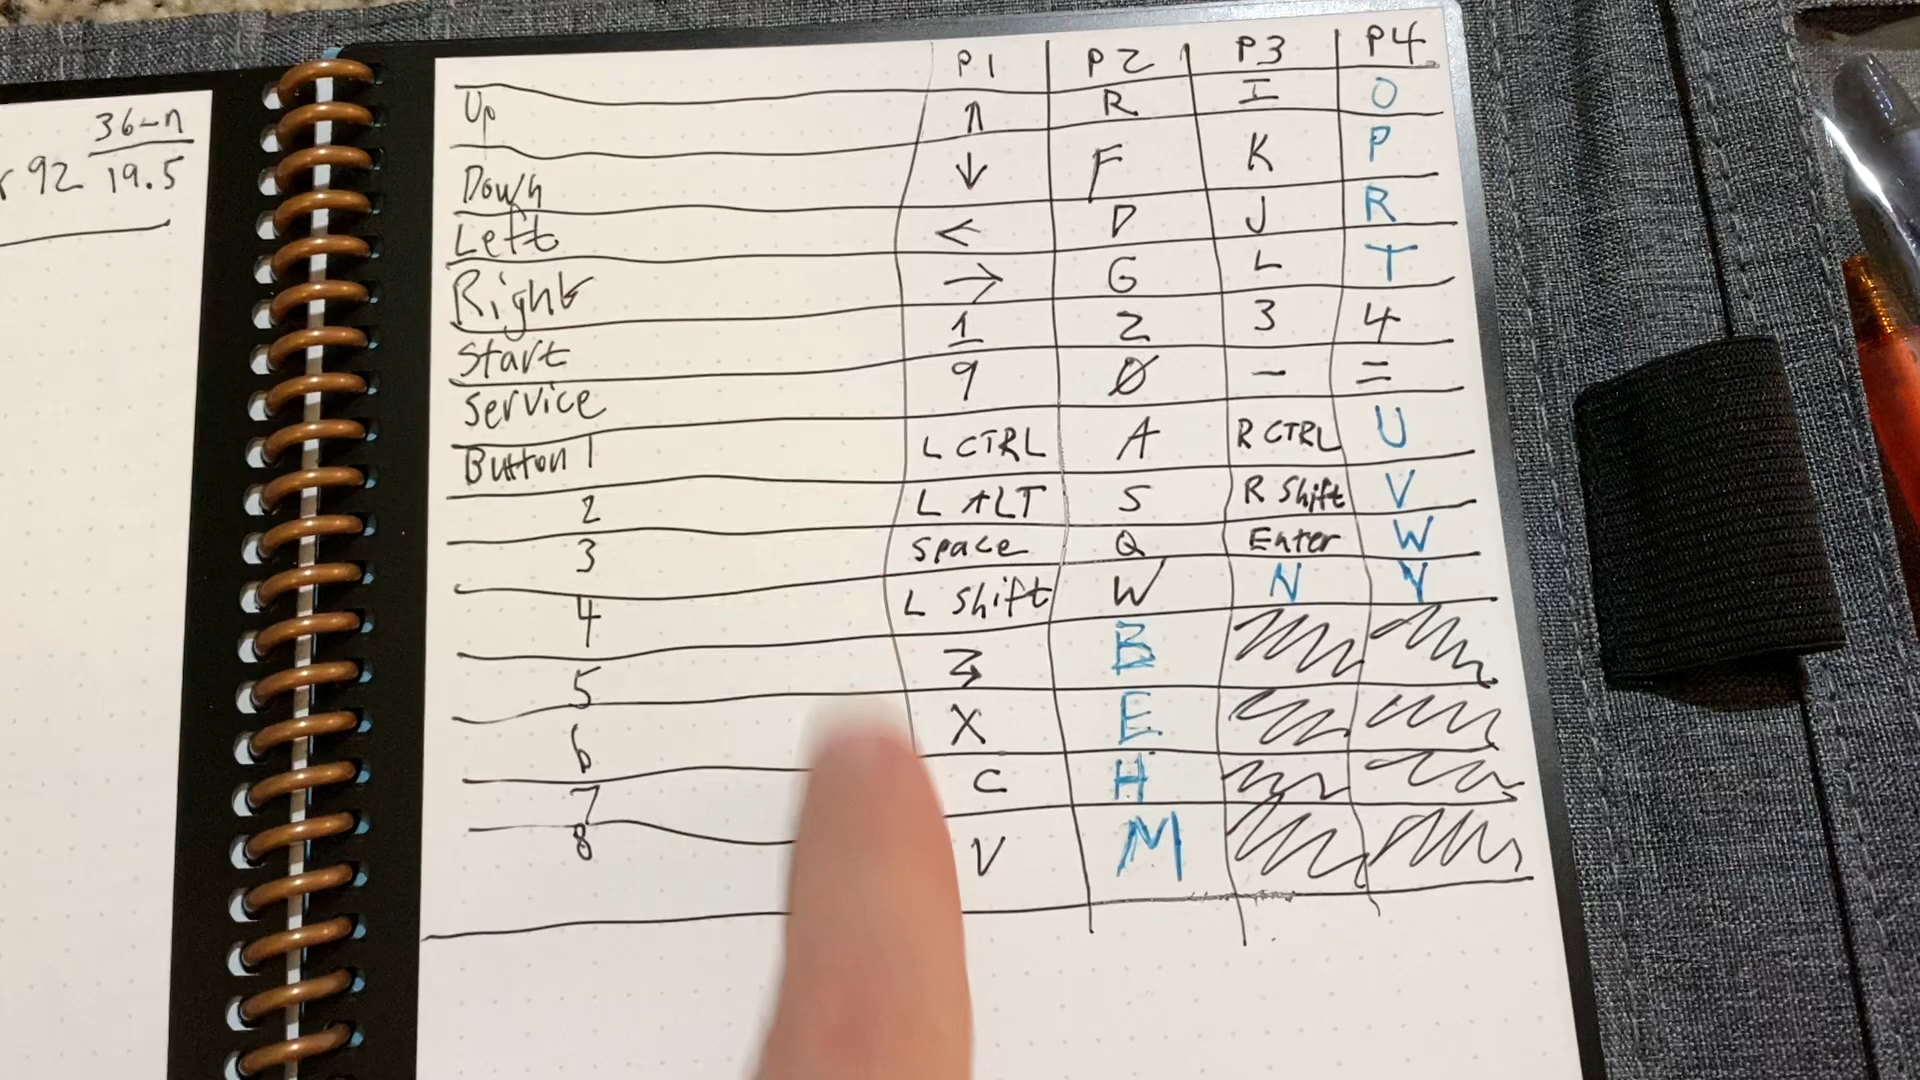 36-n
r 92 19.5
P1 P2 P3 P4
Up ↑ R I O
Down ↓ F K P
Left ← D J R
Right → G L T
Start 1 2 3 4
Service 9 0 - =
Button 1 L CTRL A R CTRL U
2 L ALT S R Shift V
3 Space Q Enter W
4 L Shift W N Y
5 Z B
6 X E
7 C H
8 V M